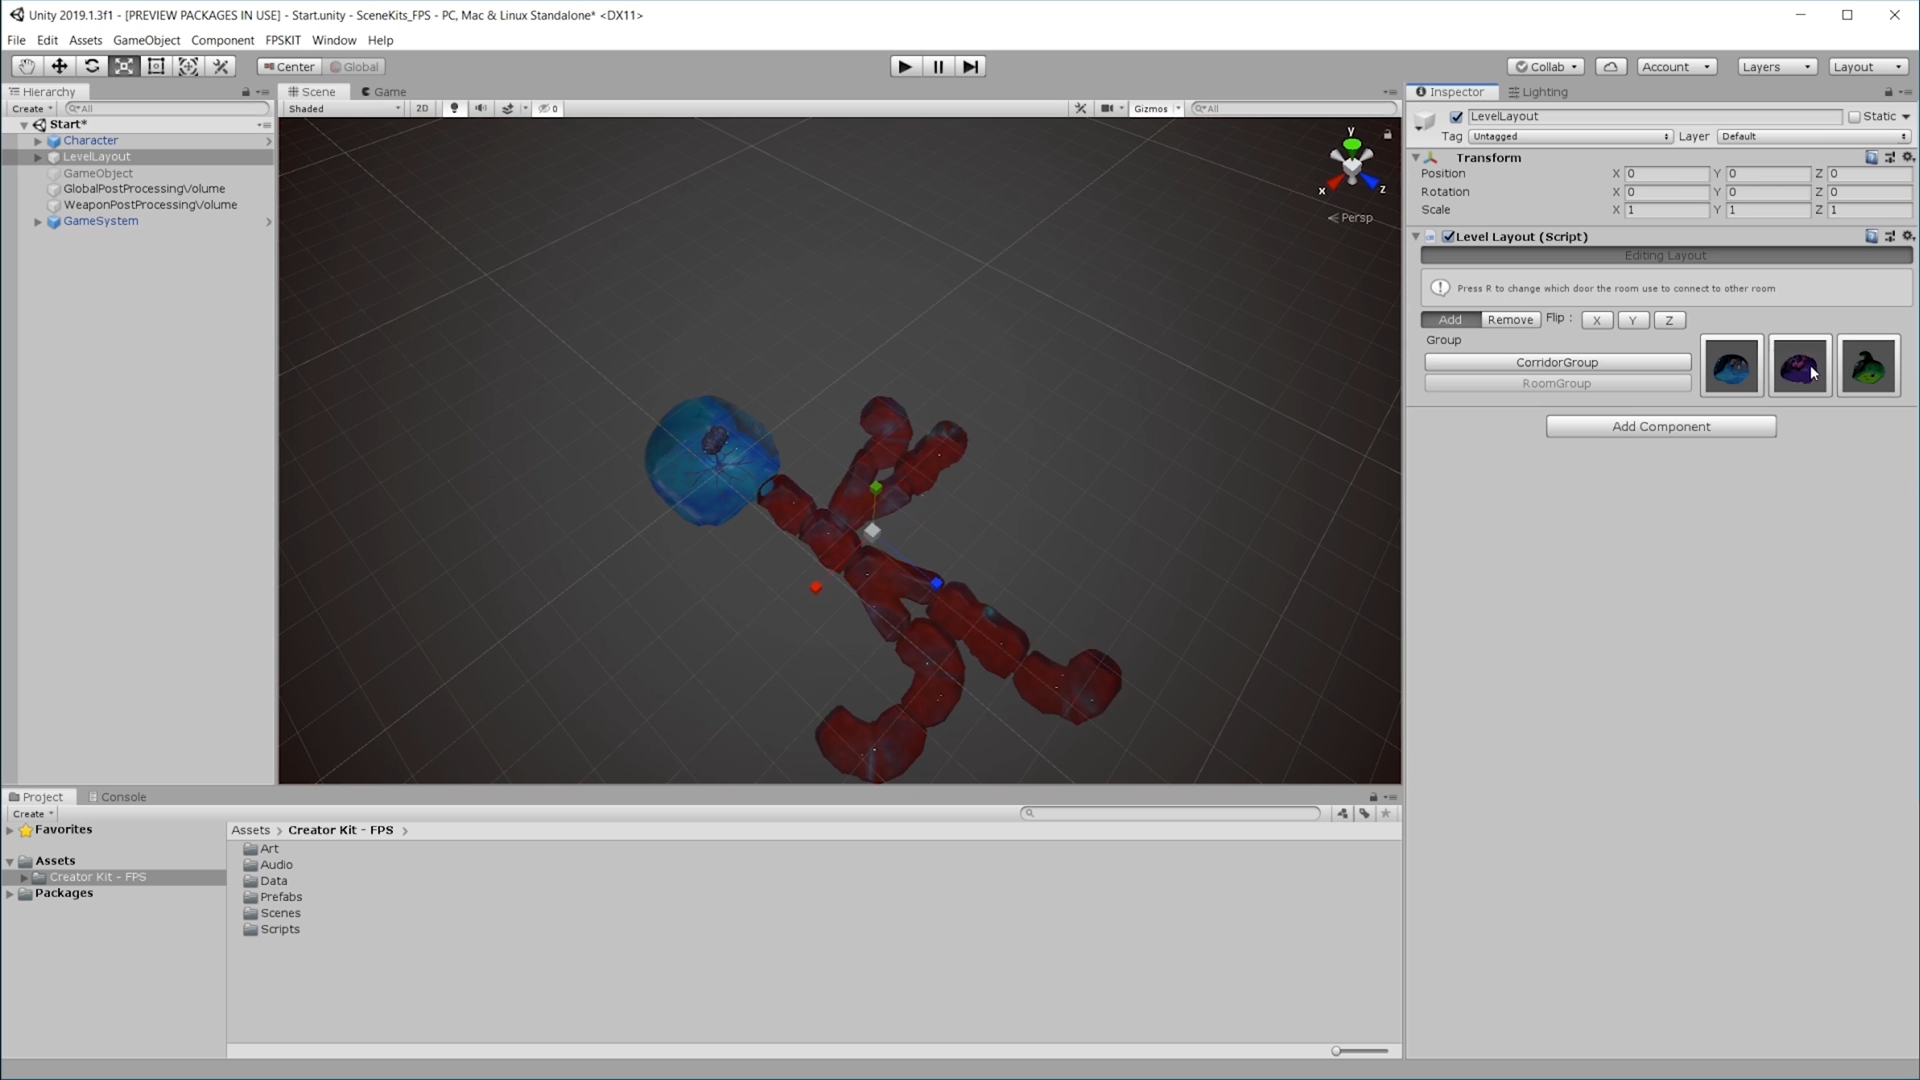 Unity 2019.1.3f1 - [PREVIEW PACKAGES IN USE] - Start.unity - SceneKits_FPS - PC, Mac & Linux Standalone* <DX11>
File Edit Assets GameObject Component FPSKIT Window Help
Center Global Collab Account Layers Layout
Hierarchy
Create All
Start*
Character
LevelLayout
GameObject
GlobalPostProcessingVolume
WeaponPostProcessingVolume
GameSystem
Scene Game
Shaded 2D 0 Gizmos All
y
x z
Persp
Inspector Lighting
LevelLayout Static
Tag Untagged Layer Default
Transform
Position X 0 Y 0 Z 0
Rotation X 0 Y 0 Z 0
Scale X 1 Y 1 Z 1
Level Layout (Script)
Editing Layout
Press R to change which door the room use to connect to other room
Add Remove Flip : X Y Z
Group
CorridorGroup
RoomGroup
Add Component
Project Console
Create
Favorites
Assets
Creator Kit - FPS
Packages
Assets > Creator Kit - FPS >
Art
Audio
Data
Prefabs
Scenes
Scripts